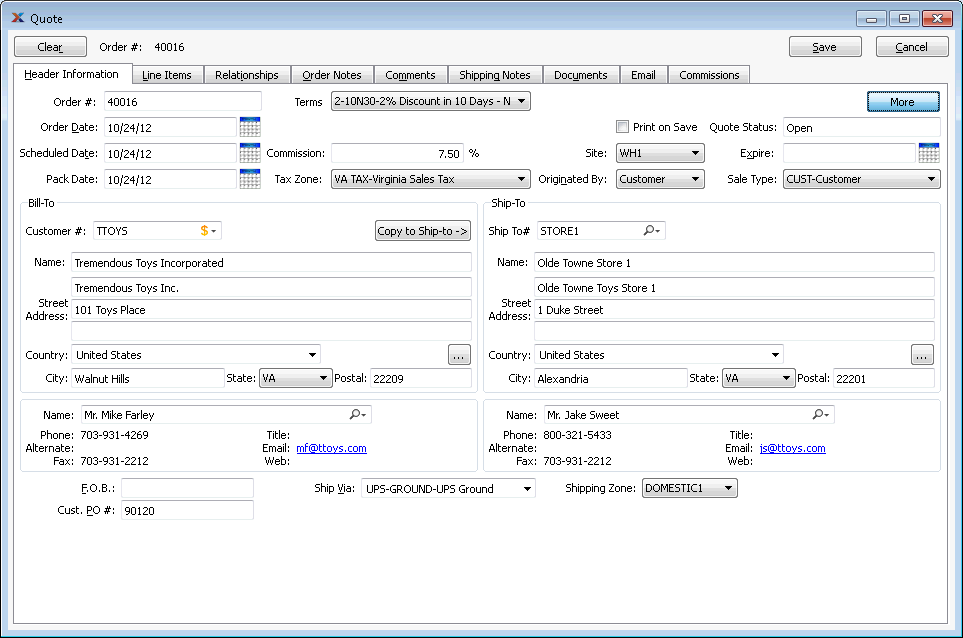 Quote
Clear Order #: 40016 Save Cancel
Header Information Line Items Relationships Order Notes Comments Shipping Notes Documents Email Commissions
Order #: 40016 Terms 2-10N30-2% Discount in 10 Days - N More
Order Date: 10/24/12 Print on Save Quote Status: Open
Scheduled Date: 10/24/12 Commission: 7.50 % Site: WH1 Expire:
Pack Date: 10/24/12 Tax Zone: VA TAX-Virginia Sales Tax Originated By: Customer Sale Type: CUST-Customer
Bill-To Ship-To
Customer #: TTOYS $ Copy to Ship-to -> Ship To# STORE1
Name: Tremendous Toys Incorporated Name: Olde Towne Store 1
Tremendous Toys Inc. Olde Towne Toys Store 1
Street Address: 101 Toys Place Street Address: 1 Duke Street
Country: United States ... Country: United States ...
City: Walnut Hills State: VA Postal: 22209 City: Alexandria State: VA Postal: 22201
Name: Mr. Mike Farley Name: Mr. Jake Sweet
Phone: 703-931-4269 Title: Phone: 800-321-5433 Title:
Alternate: Email: mf@ttoys.com Alternate: Email: js@ttoys.com
Fax: 703-931-2212 Web: Fax: 703-931-2212 Web:
F.O.B.: Ship Via: UPS-GROUND-UPS Ground Shipping Zone: DOMESTIC1
Cust. PO #: 90120